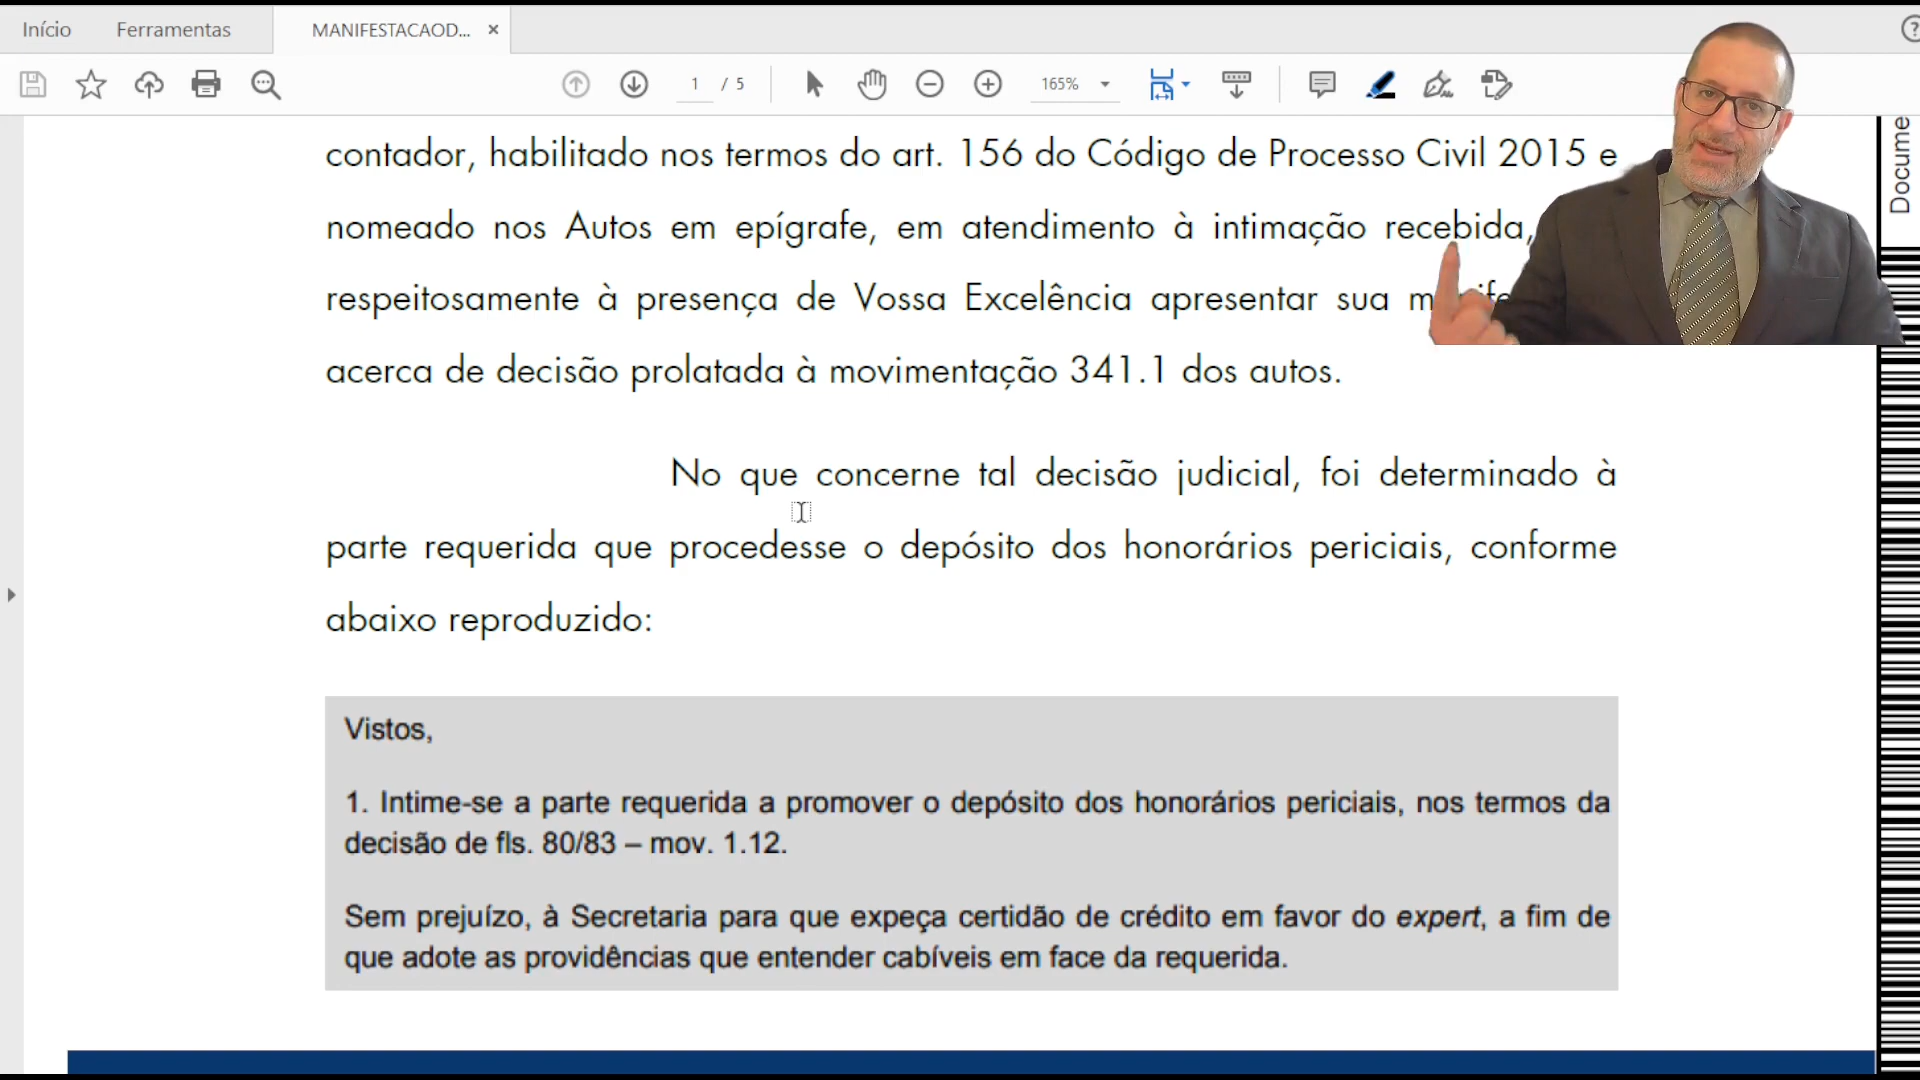 Início Ferramentas MANIFESTACAOD... ×
1 / 5 165%
contador, habilitado nos termos do art. 156 do Código de Processo Civil 2015 e
nomeado nos Autos em epígrafe, em atendimento à intimação recebida,
respeitosamente à presença de Vossa Excelência apresentar sua
acerca de decisão prolatada à movimentação 341.1 dos autos.
No que concerne tal decisão judicial, foi determinado à
parte requerida que procedesse o depósito dos honorários periciais, conforme
abaixo reproduzido:
Vistos,
1. Intime-se a parte requerida a promover o depósito dos honorários periciais, nos termos da
decisão de fls. 80/83 – mov. 1.12.
Sem prejuízo, à Secretaria para que expeça certidão de crédito em favor do expert, a fim de
que adote as providências que entender cabíveis em face da requerida.
Docume